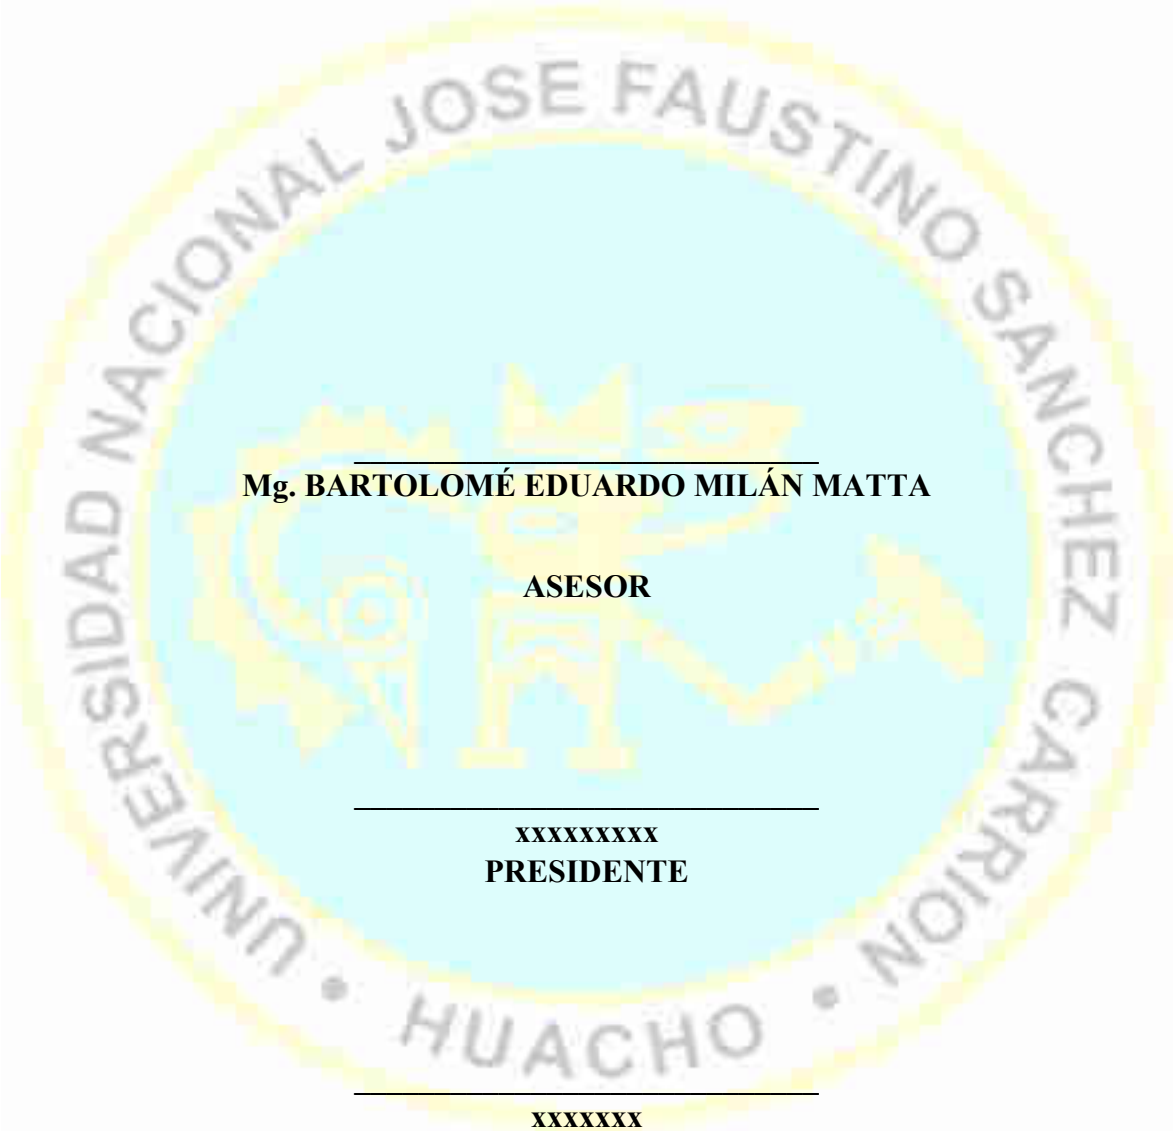 UNIVERSIDAD NACIONAL JOSE FAUSTINO SANCHEZ CARRION • HUACHO •
Mg. BARTOLOMÉ EDUARDO MILÁN MATTA
ASESOR
xxxxxxxxx
PRESIDENTE
xxxxxxx